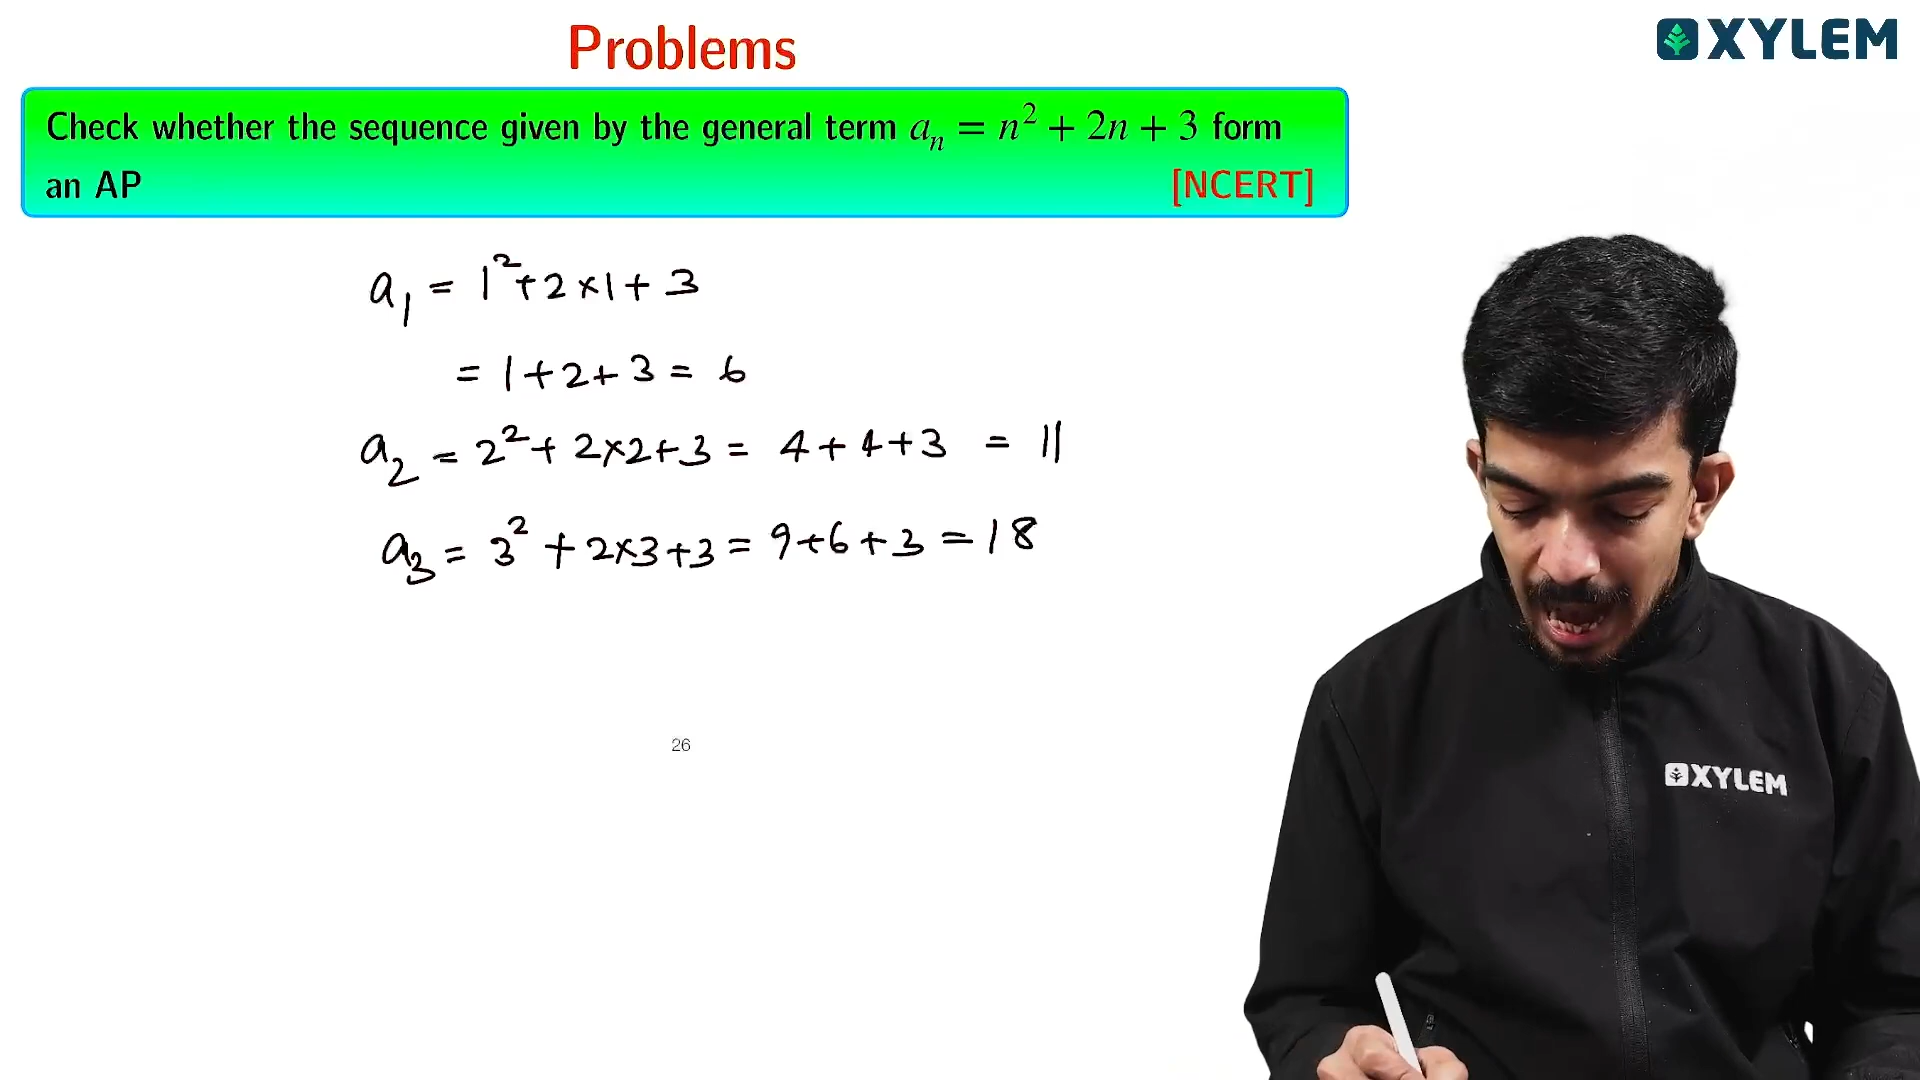 Problems
XYLEM
Check whether the sequence given by the general term aₙ = n² + 2n + 3 form
an AP [NCERT]
a₁ = 1² + 2×1 + 3
= 1+2+3 = 6
a₂ = 2² + 2×2+3 = 4+4+3 = 11
a₃ = 3² + 2×3+3 = 9+6+3 = 18
26
XYLEM